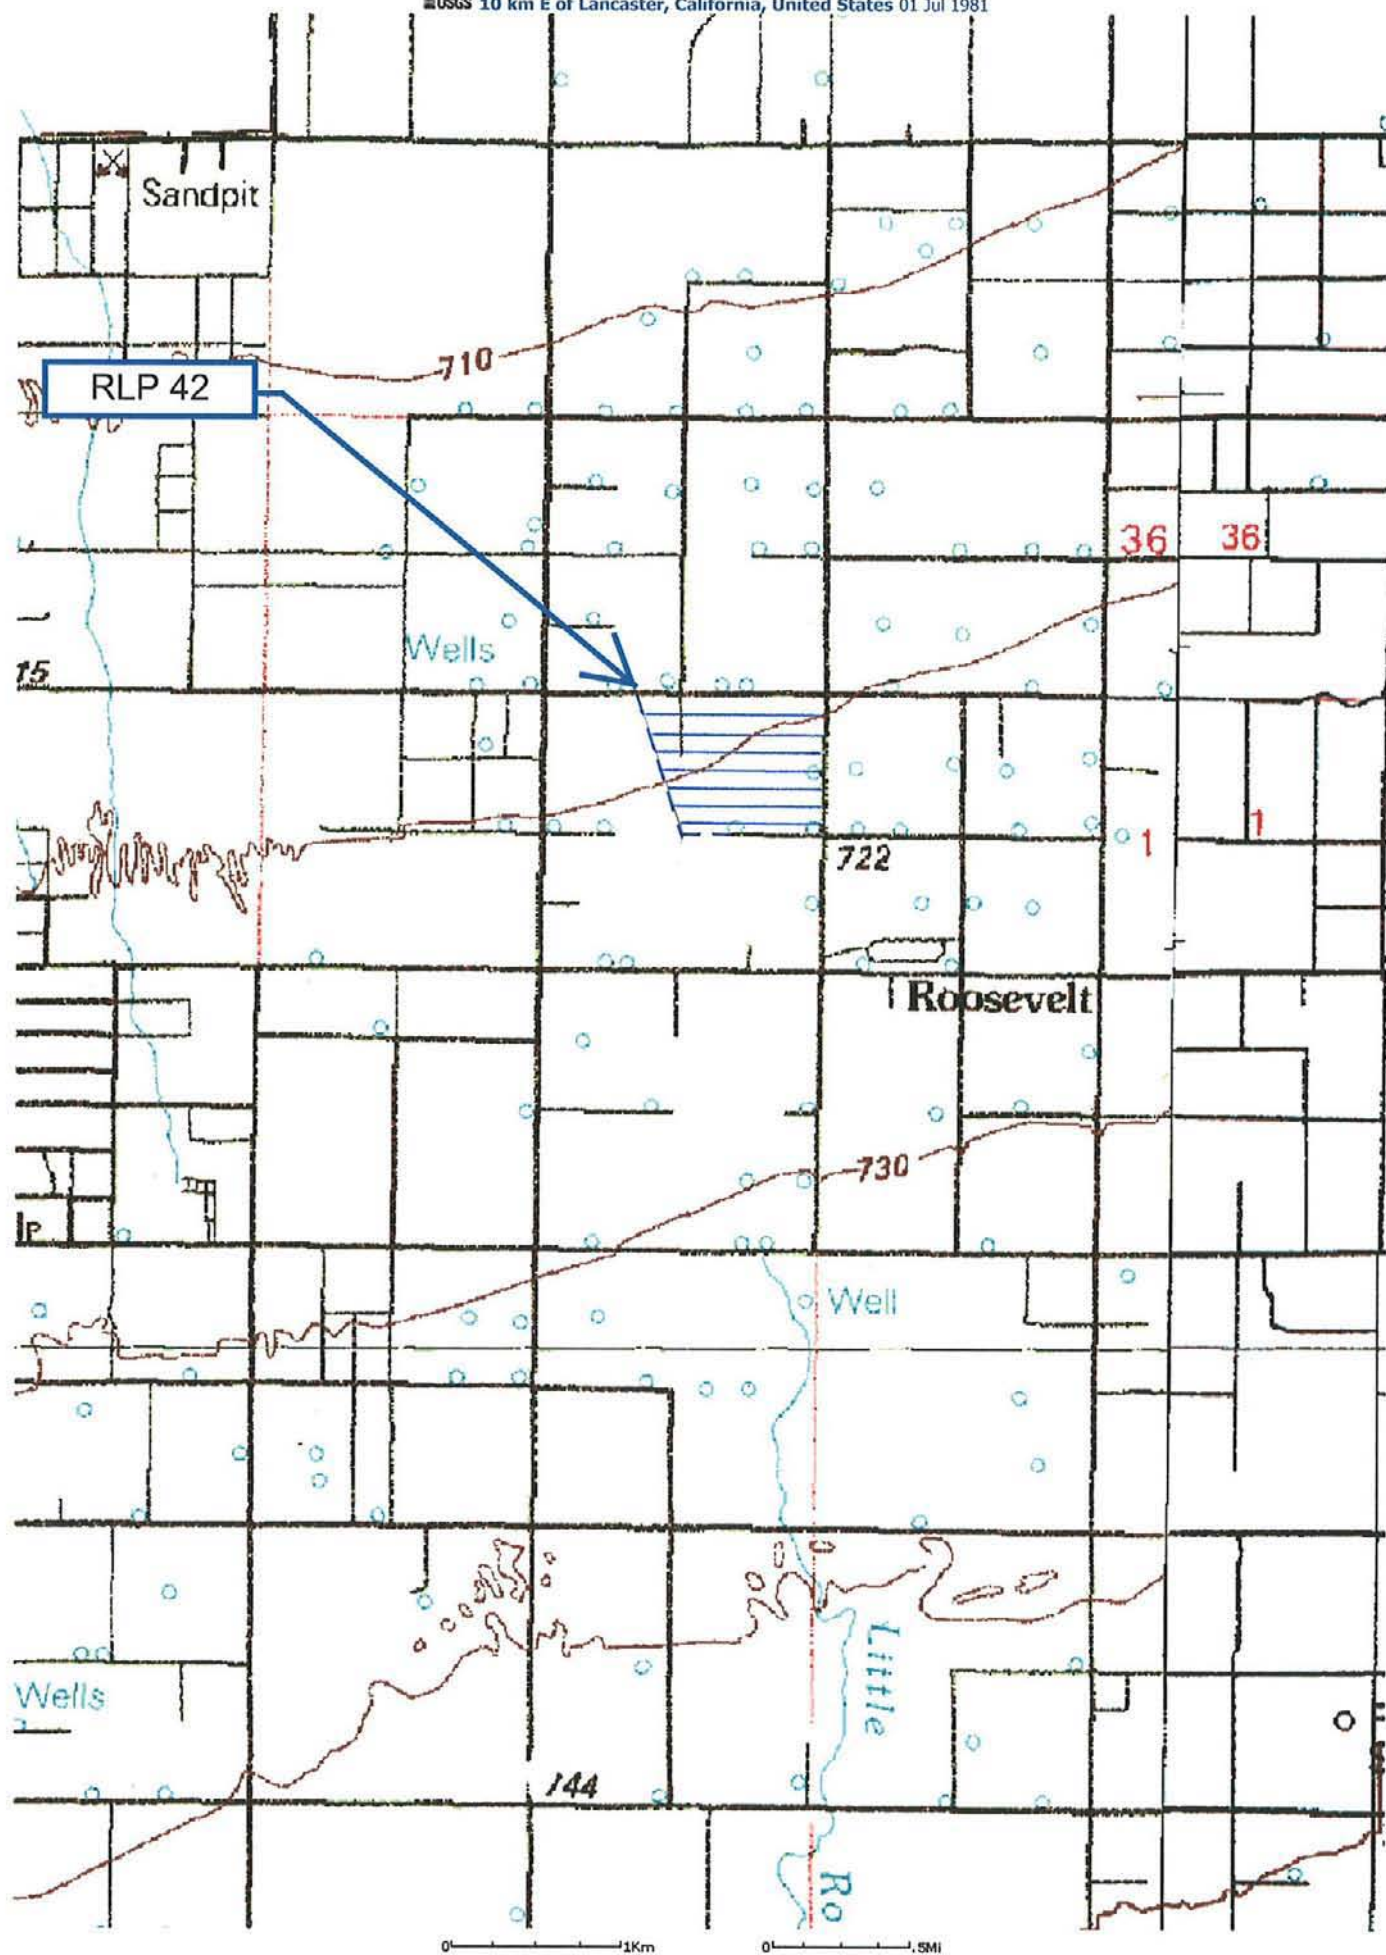 USGS 10 km E of Lancaster, California, United States 01 Jul 1981
Sandpit
710
RLP 42
36 36
Wells
15
1 1
722
Roosevelt
730
Well
Little
Wells
744
Ro
0 1Km 0 .5Mi